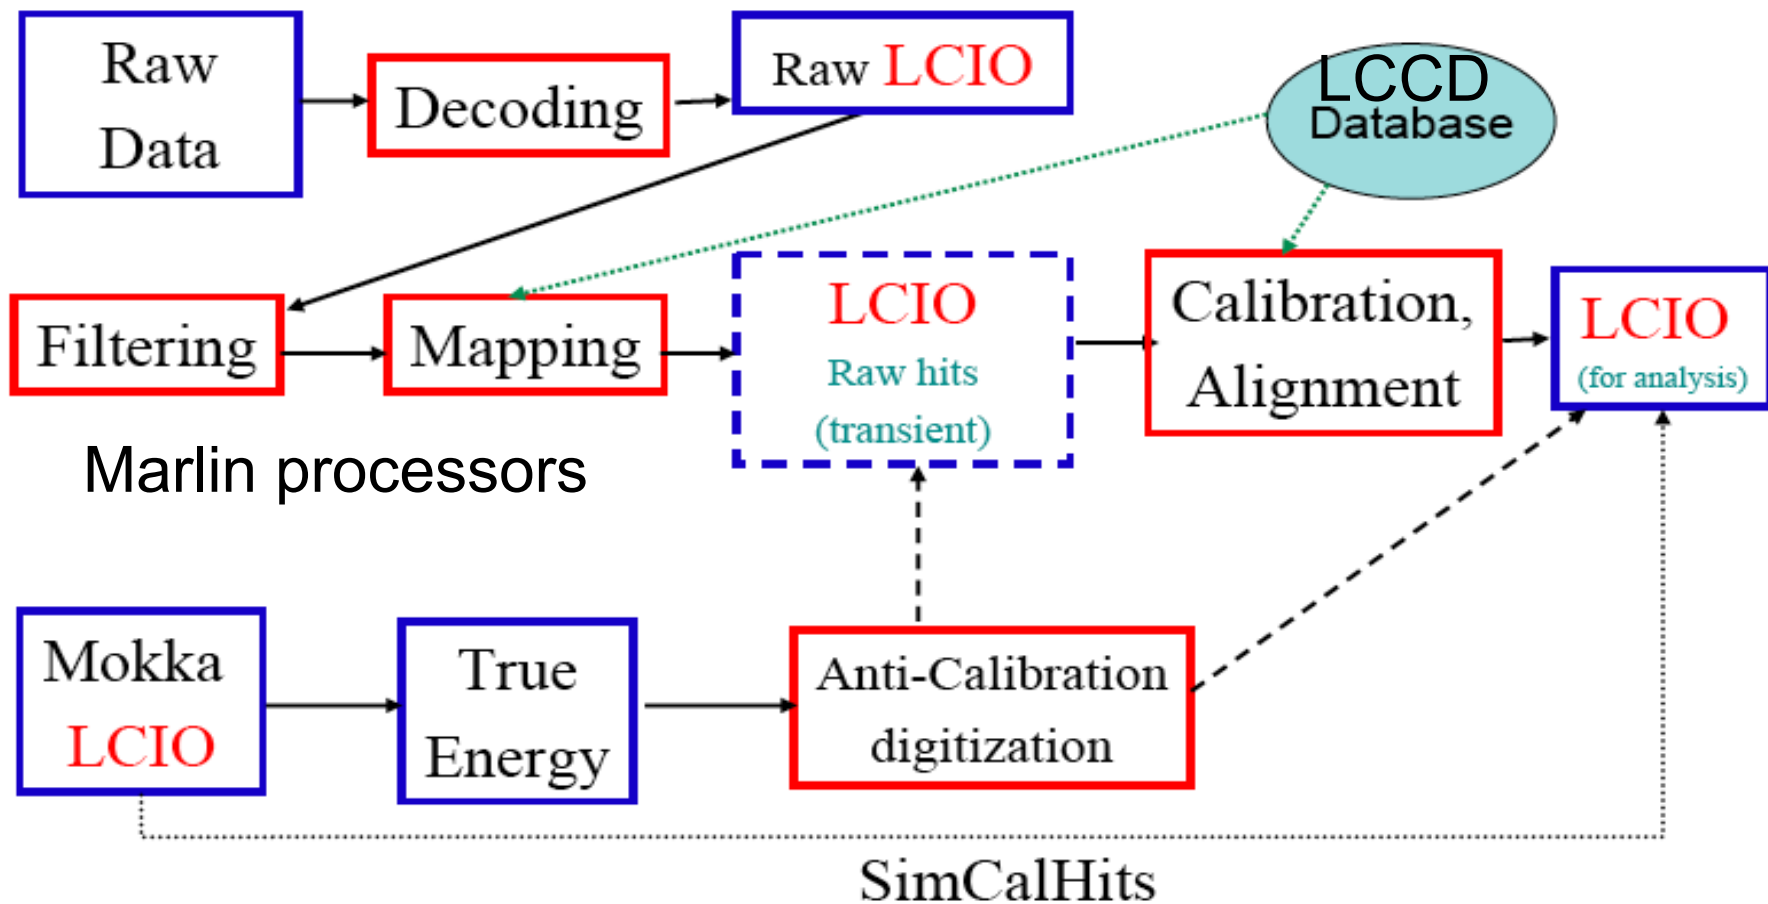 Raw
Data
Decoding
Raw LCIO
LCCD
Database
Filtering
Mapping
LCIO
Raw hits
(transient)
Calibration,
Alignment
LCIO
(for analysis)
Marlin processors
Mokka
LCIO
True
Energy
Anti-Calibration
digitization
SimCalHits